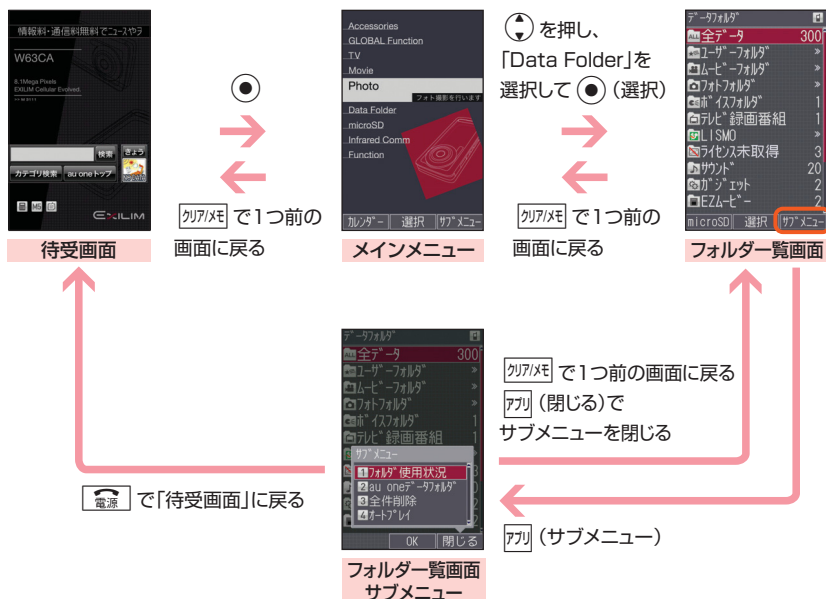 情報料・通信料無料でニュースやラ
W63CA
8.1Mega Pixels
EXILIM Cellular Evolved.
検索
きょう
カテゴリ検索
au oneトップ
EXILIM
待受画面
クリア/メモ で1つ前の
画面に戻る
Accessories
GLOBAL Function
TV
Movie
Photo
フォト撮影を行います
Data Folder
microSD
Infrared Comm
Function
カレンダー 選択 サブメニュー
メインメニュー
を押し、
「Data Folder」を
選択して (選択)
クリア/メモ で1つ前の
画面に戻る
データフォルダ
ALL 全データ 300
ユーザーフォルダ »
ムービーフォルダ »
フォトフォルダ »
ボイスフォルダ 1
テレビ録画番組 1
LISMO »
ライセンス未取得 3
サウンド 20
ガジェット 2
EZムービー 2
microSD 選択 サブメニュー
フォルダ一覧画面
データフォルダ
ALL 全データ 300
ユーザーフォルダ »
ムービーフォルダ »
フォトフォルダ »
ボイスフォルダ 1
テレビ録画番組 1
サブメニュー
1 フォルダ使用状況
2 au oneデータフォルダ
3 全件削除
4 オートプレイ
OK 閉じる
フォルダ一覧画面
サブメニュー
電源 で「待受画面」に戻る
クリア/メモ で1つ前の画面に戻る
アプリ (閉じる)で
サブメニューを閉じる
アプリ (サブメニュー)